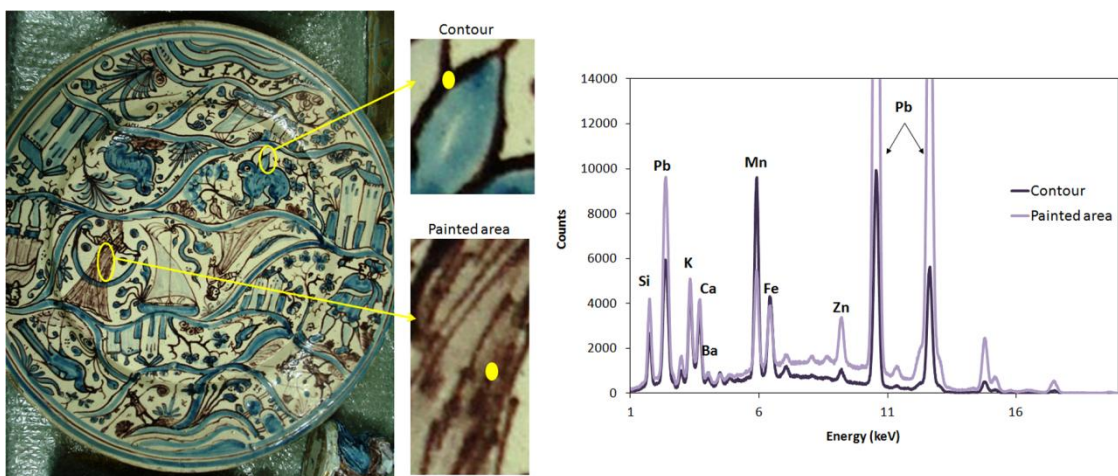 Contour
Painted area
14000
12000
10000
8000
6000
4000
2000
0
Counts
Si
Pb
K
Ca
Ba
Mn
Fe
Zn
Pb
Contour
Painted area
1
6
11
16
Energy (keV)